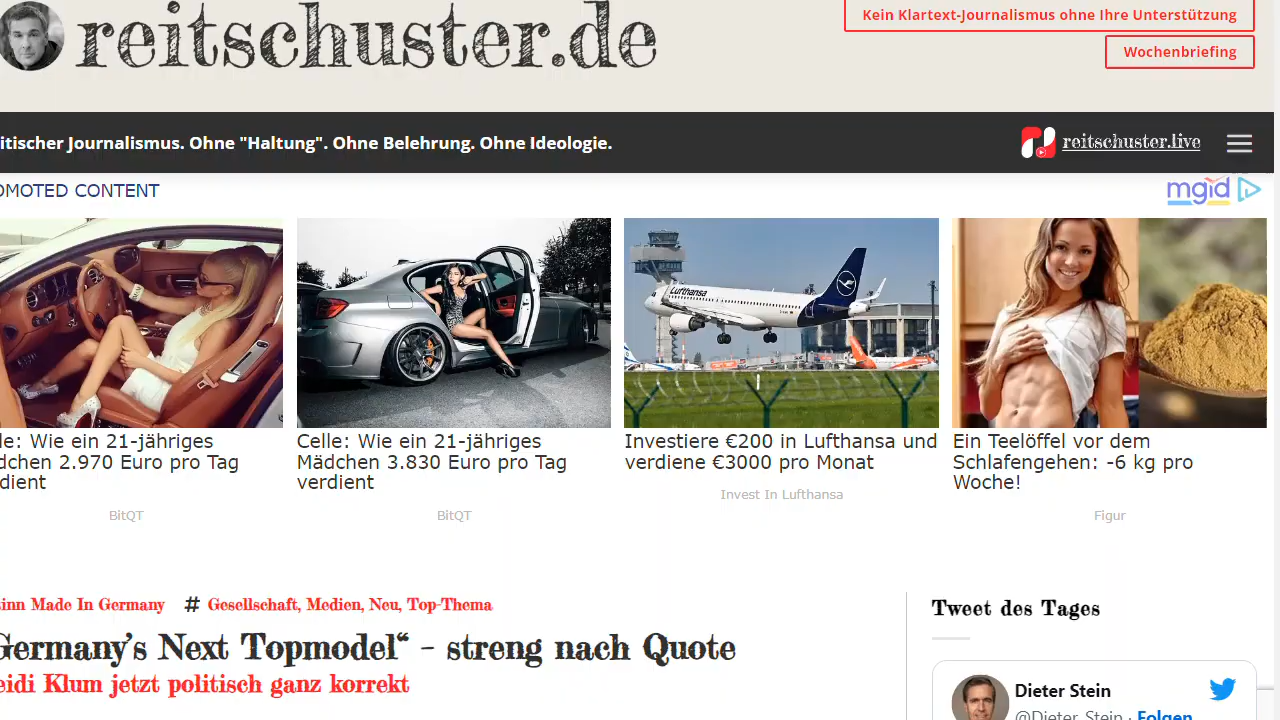 reitschuster.de
Kein Klartext-Journalismus ohne Ihre Unterstützung
Wochenbriefing
itischer Journalismus. Ohne "Haltung". Ohne Belehrung. Ohne Ideologie.
reitschuster.live
OMOTED CONTENT
mgid
Lufthansa
lle: Wie ein 21-jähriges
dchen 2.970 Euro pro Tag
dient
BitQT
Celle: Wie ein 21-jähriges
Mädchen 3.830 Euro pro Tag
verdient
BitQT
Investiere €200 in Lufthansa und
verdiene €3000 pro Monat
Invest In Lufthansa
Ein Teelöffel vor dem
Schlafengehen: -6 kg pro
Woche!
Figur
inn Made In Germany # Gesellschaft, Medien, Neu, Top-Thema
Germany's Next Topmodel“ – streng nach Quote
eidi Klum jetzt politisch ganz korrekt
Tweet des Tages
Dieter Stein
@Dieter_Stein · Folgen